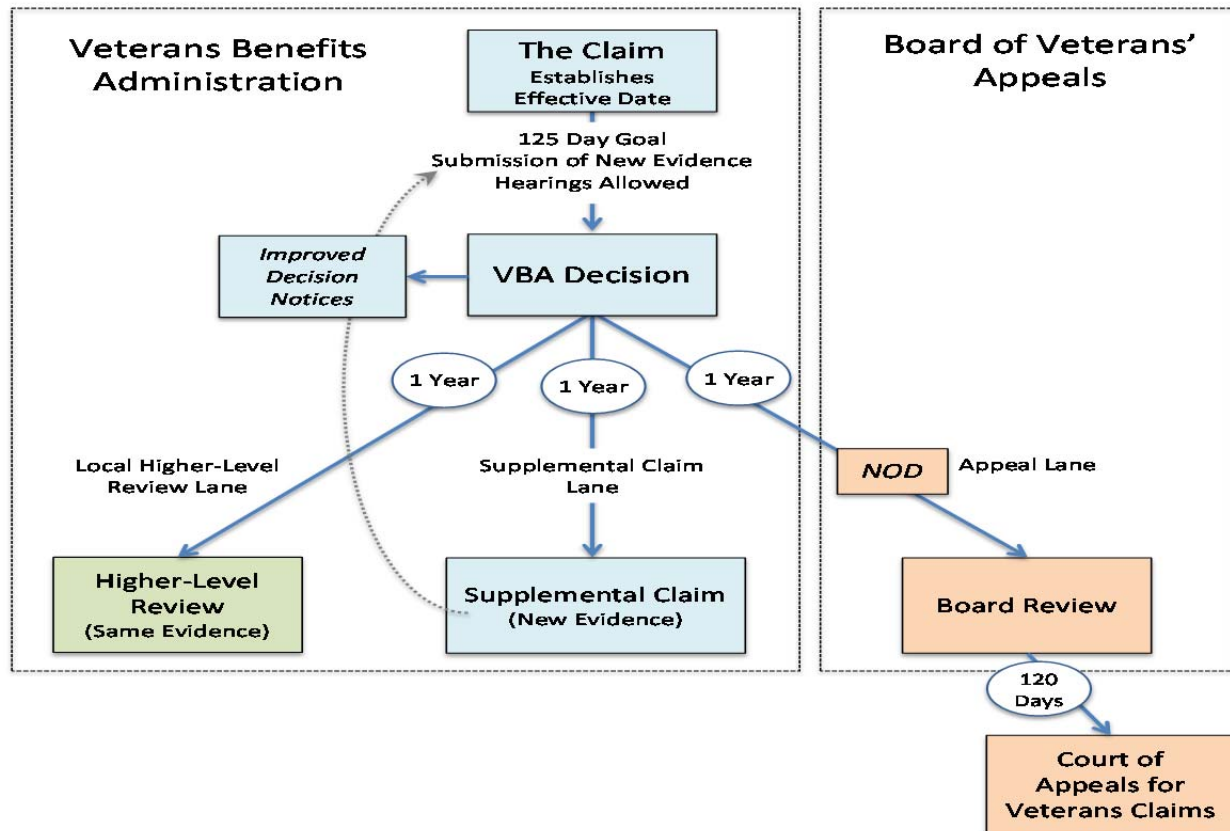 Veterans Benefits
Administration
The Claim
Establishes
Effective Date
Board of Veterans’
Appeals
125 Day Goal
Submission of New Evidence
Hearings Allowed
Improved
Decision
Notices
VBA Decision
1 Year
1 Year
1 Year
Local Higher-Level
Review Lane
Supplemental Claim
Lane
NOD
Appeal Lane
Higher-Level
Review
(Same Evidence)
Supplemental Claim
(New Evidence)
Board Review
120
Days
Court of
Appeals for
Veterans Claims